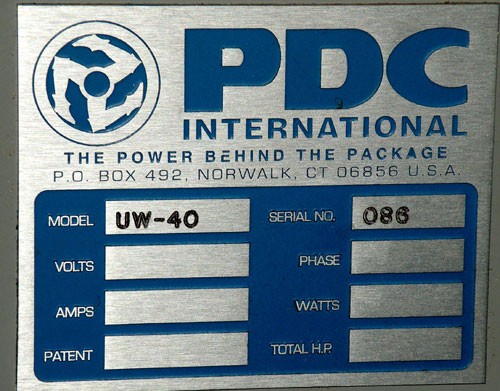 PDC
INTERNATIONAL
THE POWER BEHIND THE PACKAGE
P.O. BOX 492, NORWALK, CT 06856 U.S.A.
MODEL UW-40 SERIAL NO. 086
VOLTS PHASE
AMPS WATTS
PATENT TOTAL H.P.